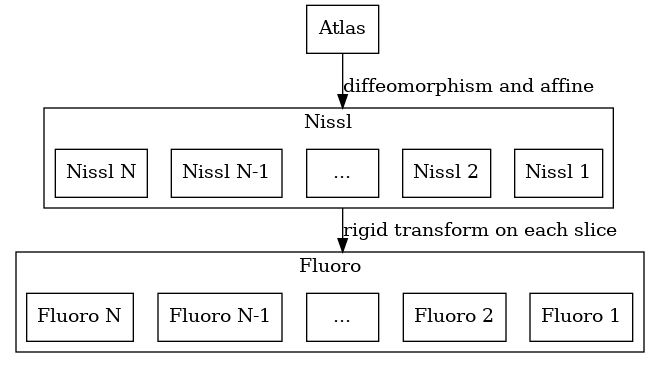 Atlas
diffeomorphism and affine
Nissl
Nissl N
Nissl N-1
...
Nissl 2
Nissl 1
rigid transform on each slice
Fluoro
Fluoro N
Fluoro N-1
...
Fluoro 2
Fluoro 1